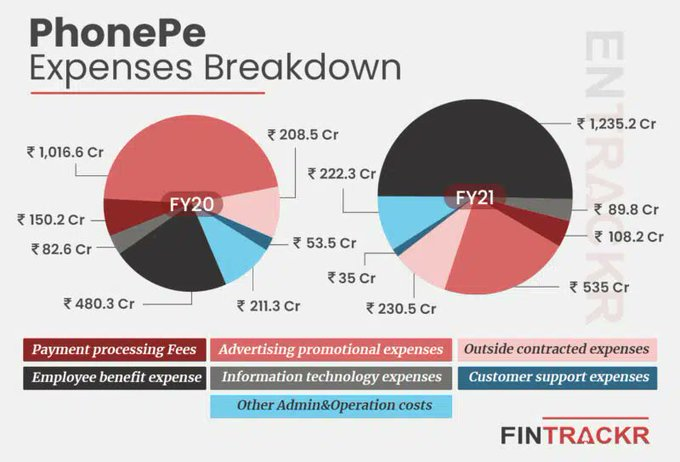 PhonePe
Expenses Breakdown
ENTRACKR
₹ 1,016.6 Cr
₹ 208.5 Cr
₹ 150.2 Cr
₹ 82.6 Cr
₹ 480.3 Cr
₹ 211.3 Cr
₹ 53.5 Cr
FY20
₹ 1,235.2 Cr
₹ 222.3 Cr
₹ 89.8 Cr
₹ 108.2 Cr
₹ 35 Cr
₹ 230.5 Cr
₹ 535 Cr
FY21
Payment processing Fees
Advertising promotional expenses
Outside contracted expenses
Employee benefit expense
Information technology expenses
Customer support expenses
Other Admin&Operation costs
FINTRACKR